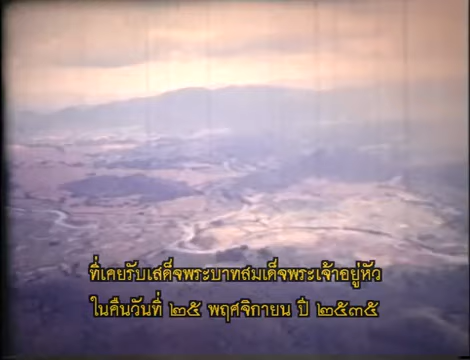 ที่เคยรับเสด็จพระบาทสมเด็จพระเจ้าอยู่หัว
ในคืนวันที่ ๒๕ พฤศจิกายน ปี ๒๕๓๕